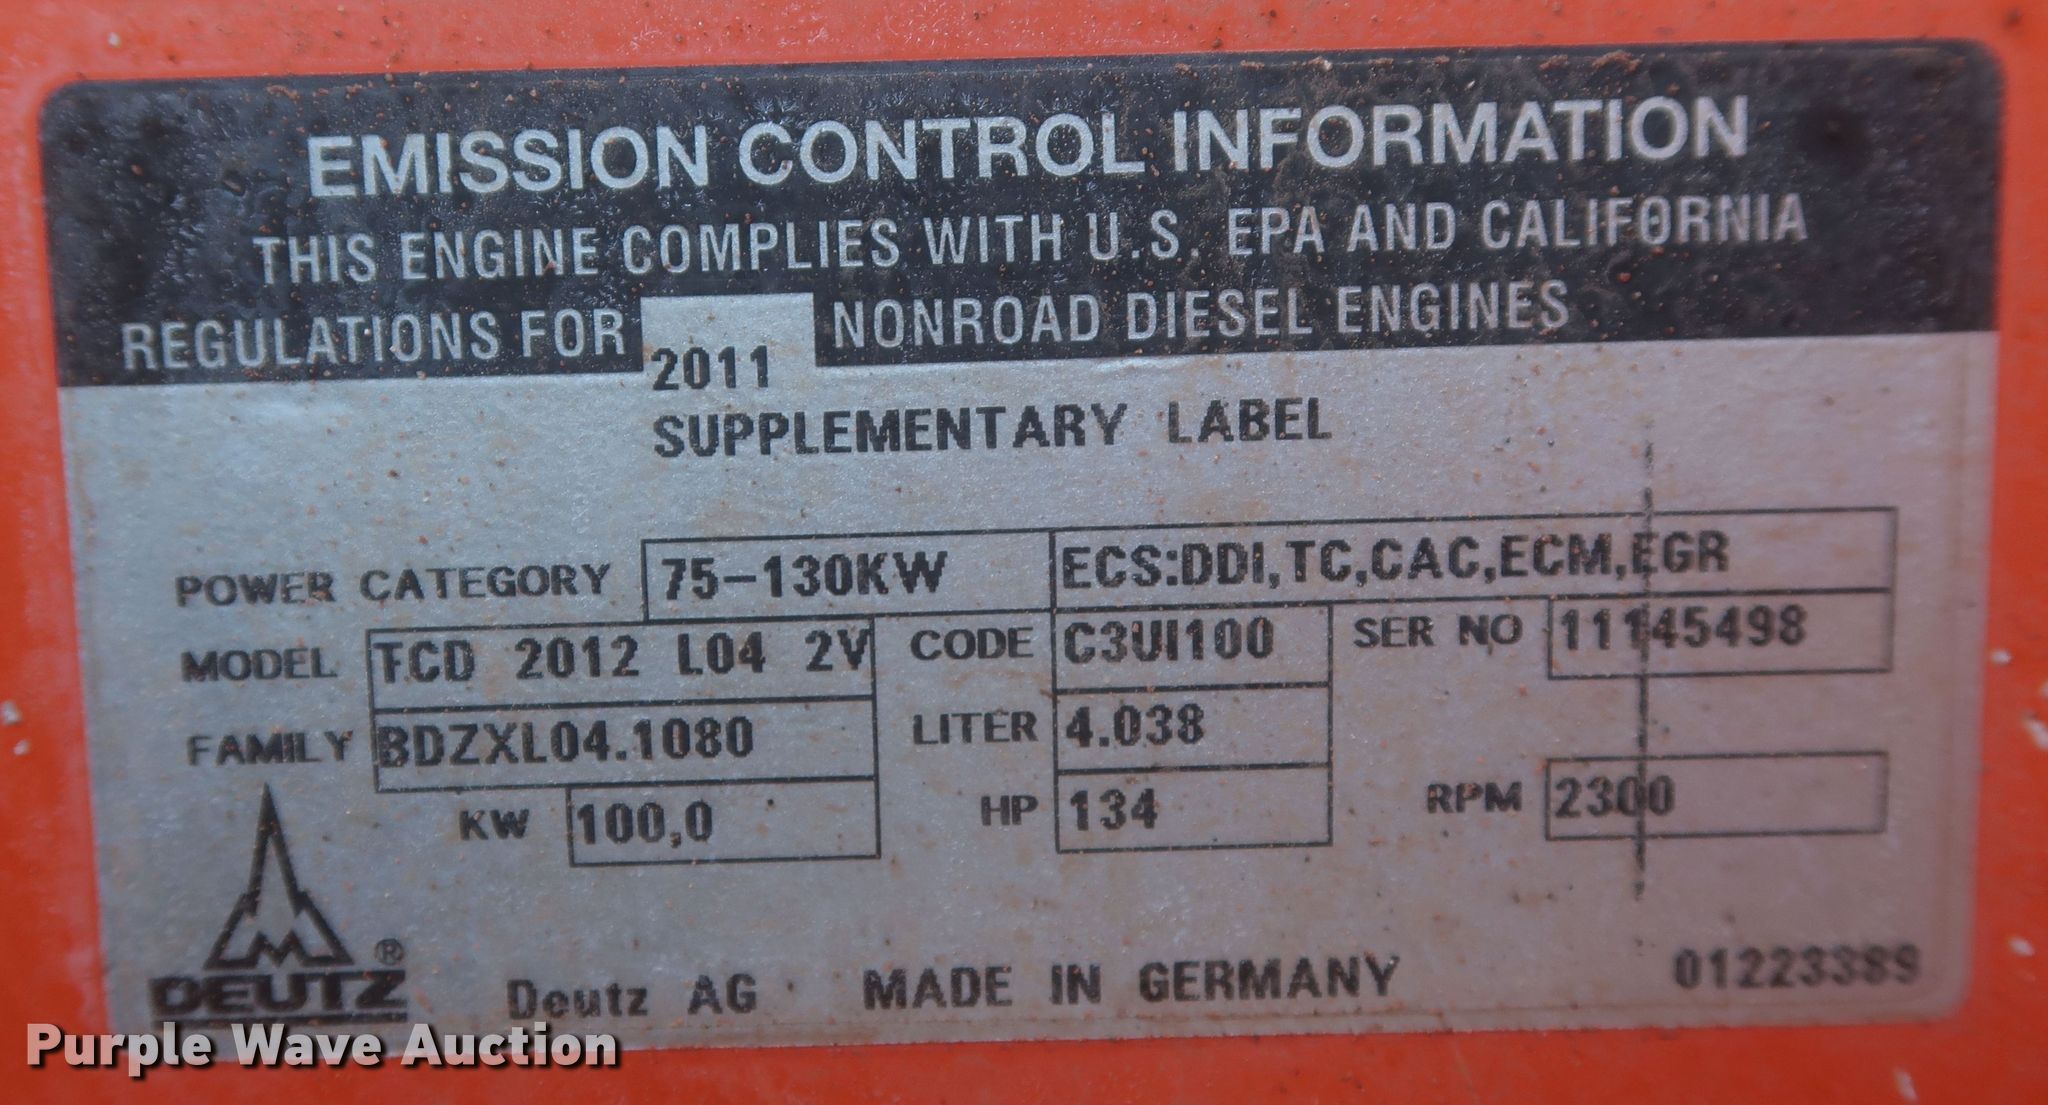 EMISSION CONTROL INFORMATION
THIS ENGINE COMPLIES WITH U.S. EPA AND CALIFORNIA
REGULATIONS FOR 2011 NONROAD DIESEL ENGINES
SUPPLEMENTARY LABEL
POWER CATEGORY 75-130KW ECS:DDI,TC,CAC,ECM,EGR
MODEL TCD 2012 L04 2V CODE C3UI100 SER NO 11145498
FAMILY BDZXL04.1080 LITER 4.038
KW 100,0 HP 134 RPM 2300
DEUTZ ® Deutz AG MADE IN GERMANY 01223389
Purple Wave Auction